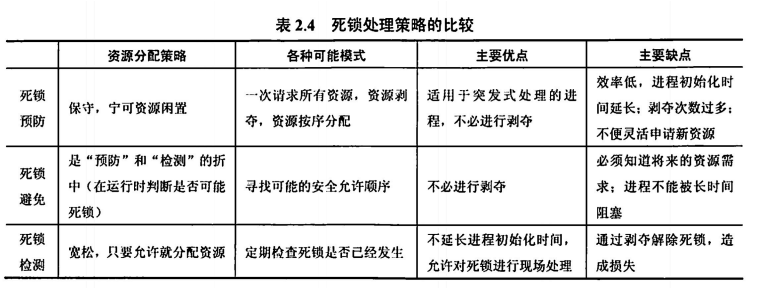 表 2.4 死锁处理策略的比较
资源分配策略 各种可能模式 主要优点 主要缺点
死锁
预防
保守，宁可资源闲置
一次请求所有资源，资源剥
夺，资源按序分配
适用于突发式处理的进
程，不必进行剥夺
效率低，进程初始化时
间延长；剥夺次数过多；
不便灵活申请新资源
死锁
避免
是“预防”和“检测”的折
中（在运行时判断是否可能
死锁）
寻找可能的安全允许顺序
不必进行剥夺
必须知道将来的资源需
求；进程不能被长时间
阻塞
死锁
检测
宽松，只要允许就分配资源
定期检查死锁是否已经发生
不延长进程初始化时间，
允许对死锁进行现场处理
通过剥夺解除死锁，造
成损失